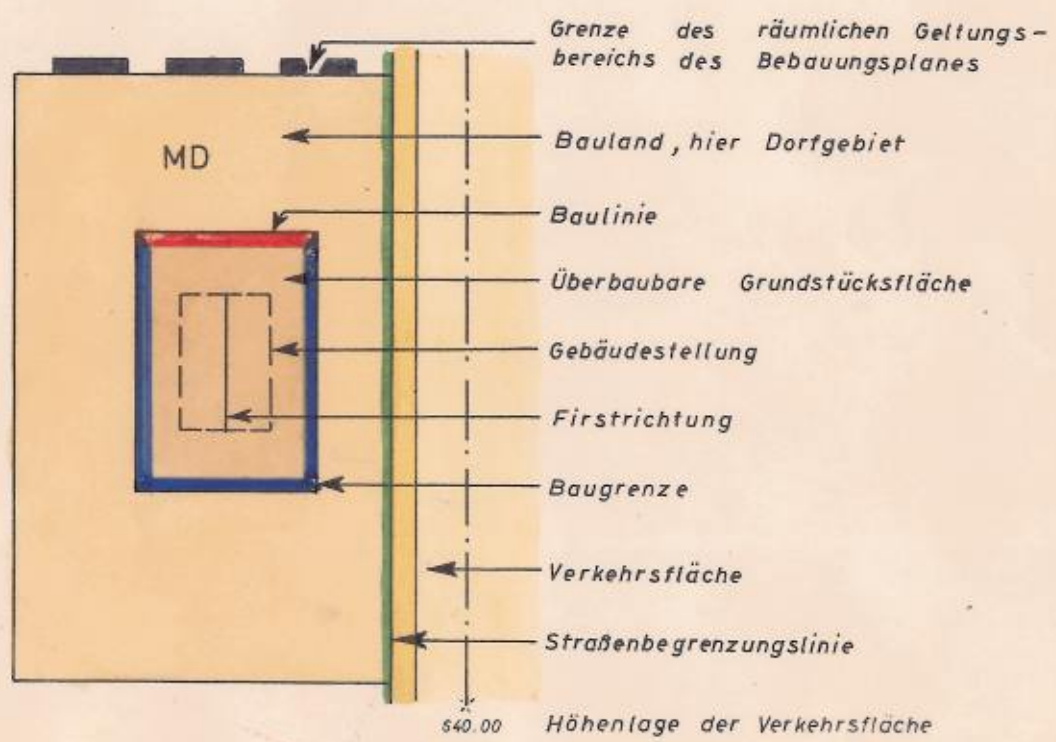 Grenze des räumlichen Geltungs-
bereichs des Bebauungsplanes
Bauland, hier Dorfgebiet
MD
Baulinie
Überbaubare Grundstücksfläche
Gebäudestellung
Firstrichtung
Baugrenze
Verkehrsfläche
Straßenbegrenzungslinie
540.00 Höhenlage der Verkehrsfläche